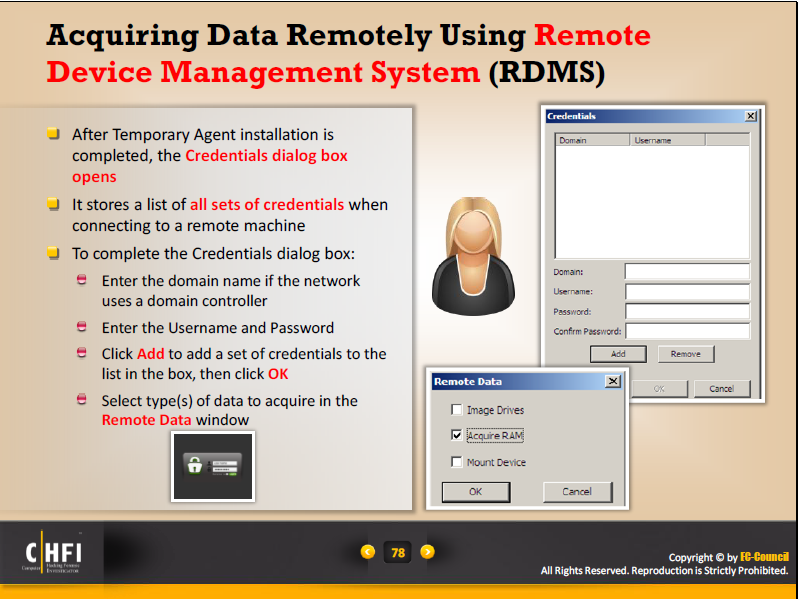 Acquiring Data Remotely Using Remote
Device Management System (RDMS)
After Temporary Agent installation is
completed, the Credentials dialog box
opens
It stores a list of all sets of credentials when
connecting to a remote machine
To complete the Credentials dialog box:
Enter the domain name if the network
uses a domain controller
Enter the Username and Password
Click Add to add a set of credentials to the
list in the box, then click OK
Select type(s) of data to acquire in the
Remote Data window
Credentials
Domain Username
Domain:
Username:
Password:
Confirm Password:
Add Remove
OK Cancel
Remote Data
Image Drives
Acquire RAM
Mount Device
OK Cancel
CHFI
Computer Hacking Forensic
INVESTIGATOR
78
Copyright © by EC-Council
All Rights Reserved. Reproduction is Strictly Prohibited.